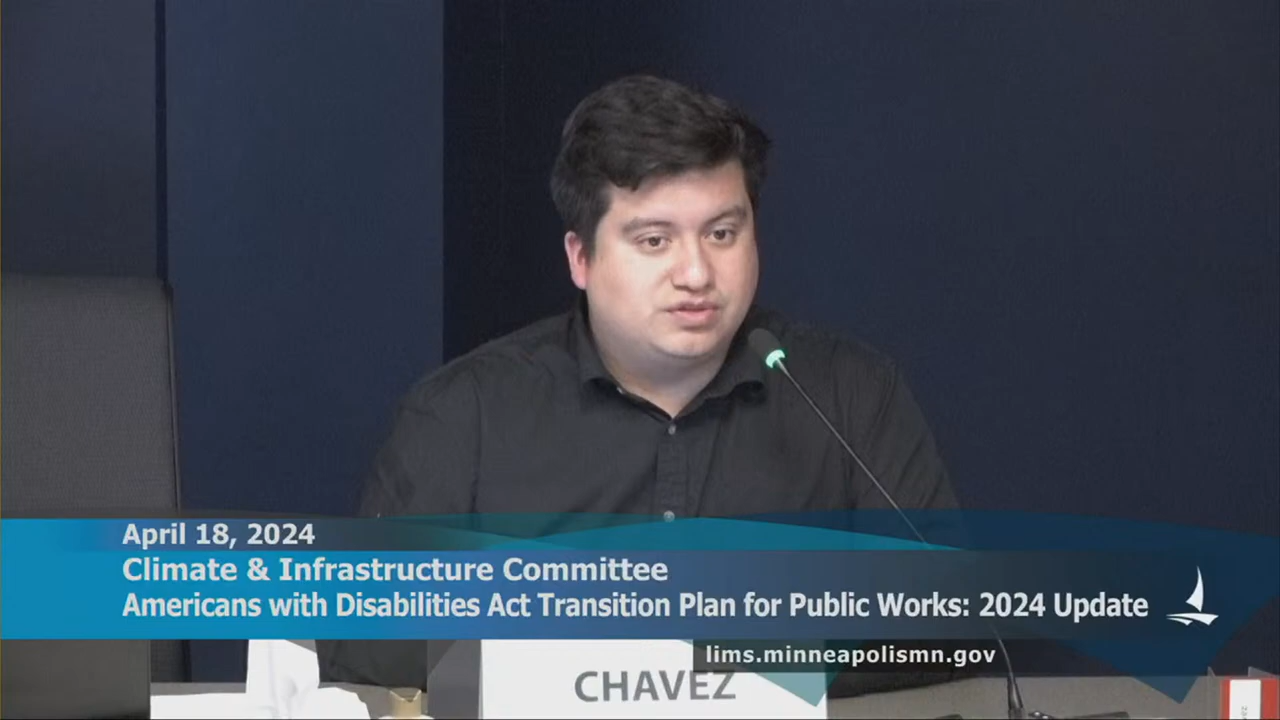 April 18, 2024
Climate & Infrastructure Committee
Americans with Disabilities Act Transition Plan for Public Works: 2024 Update
lims.minneapolismn.gov
CHAVEZ